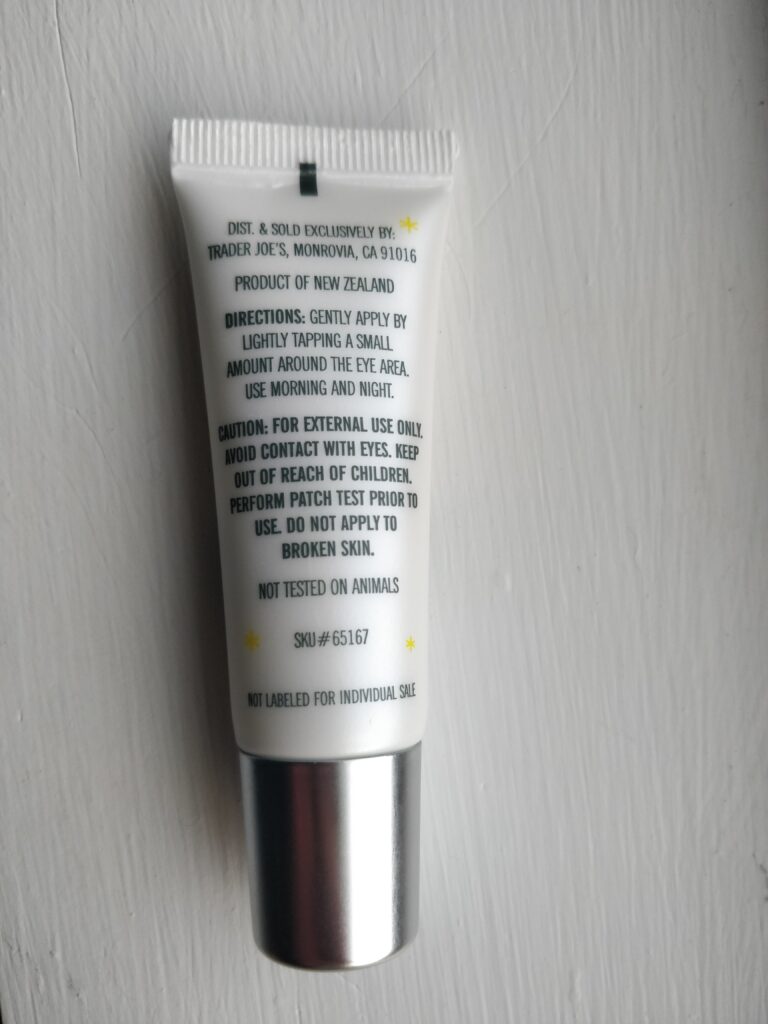 DIST. & SOLD EXCLUSIVELY BY:
TRADER JOE'S, MONROVIA, CA 91016
PRODUCT OF NEW ZEALAND
DIRECTIONS: GENTLY APPLY BY
LIGHTLY TAPPING A SMALL
AMOUNT AROUND THE EYE AREA.
USE MORNING AND NIGHT.
CAUTION: FOR EXTERNAL USE ONLY.
AVOID CONTACT WITH EYES. KEEP
OUT OF REACH OF CHILDREN.
PERFORM PATCH TEST PRIOR TO
USE. DO NOT APPLY TO
BROKEN SKIN.
NOT TESTED ON ANIMALS
SKU# 65167
NOT LABELED FOR INDIVIDUAL SALE